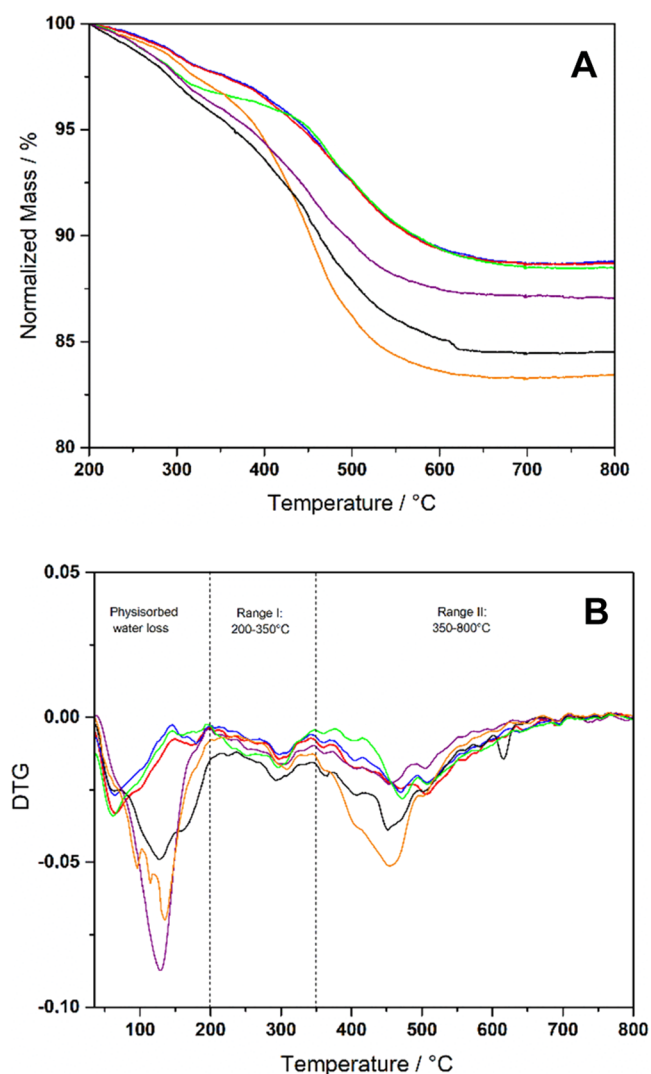 100
A
95
90
85
80
Normalized Mass / %
200 300 400 500 600 700 800
Temperature / °C
0.05
Physisorbed
water loss
Range I:
200-350°C
Range II:
350-800°C
B
0.00
-0.05
-0.10
DTG
100 200 300 400 500 600 700 800
Temperature / °C